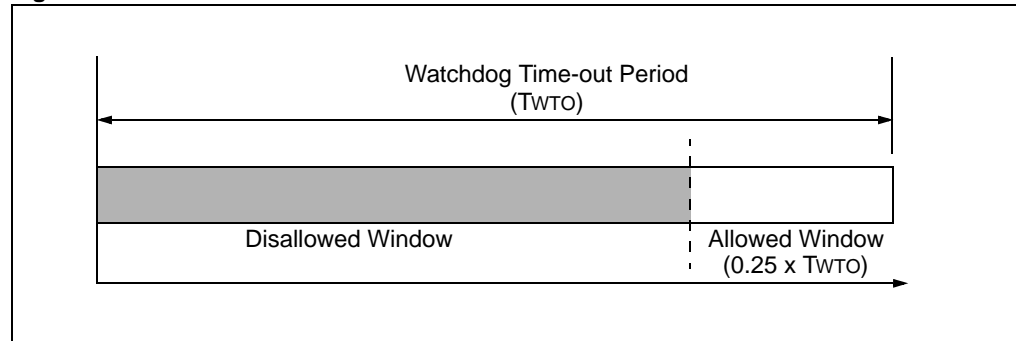 Watchdog Time-out Period
(TWTO)
Disallowed Window
Allowed Window
(0.25 x TWTO)